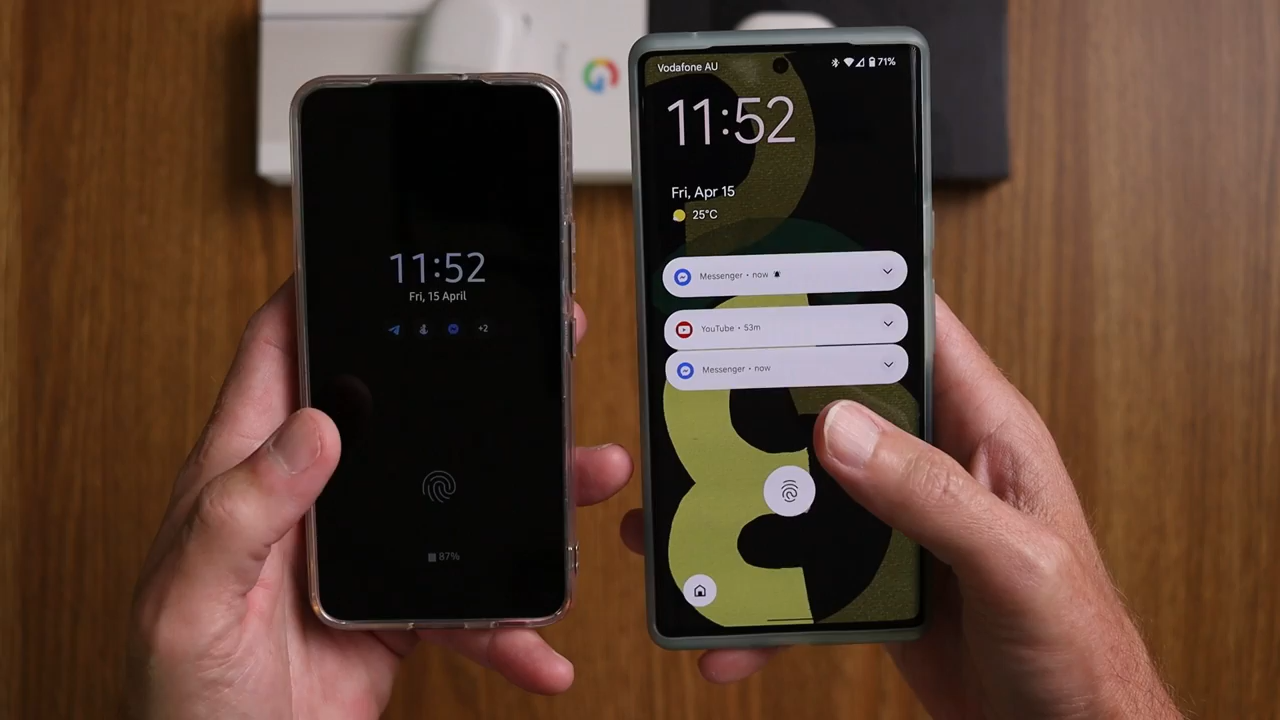 11:52
Fri, 15 April
+2
87%
Vodafone AU
71%
11:52
Fri, Apr 15
25°C
Messenger • now
YouTube • 53m
Messenger • now